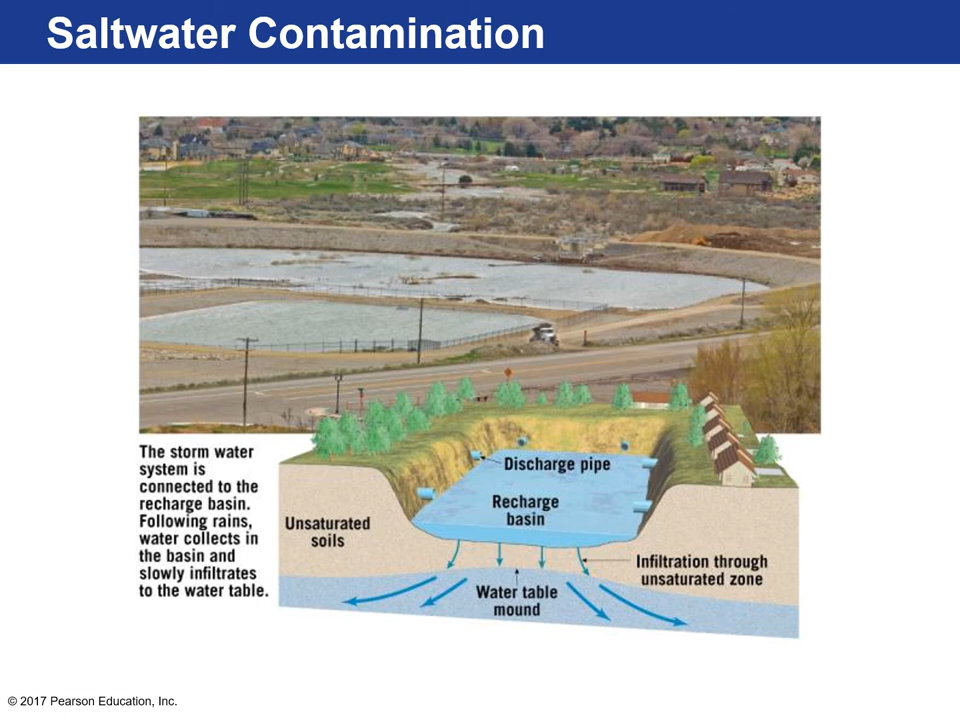 Saltwater Contamination
The storm water
system is
connected to the
recharge basin.
Following rains,
water collects in
the basin and
slowly infiltrates
to the water table.
Discharge pipe
Recharge
basin
Unsaturated
soils
Infiltration through
unsaturated zone
Water table
mound
© 2017 Pearson Education, Inc.